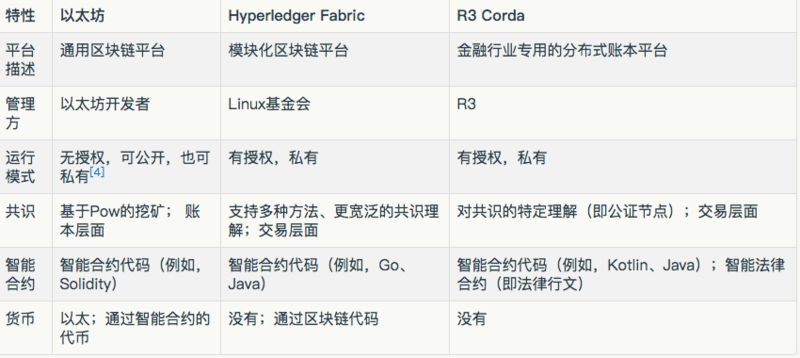 特性 以太坊 Hyperledger Fabric R3 Corda
平台 通用区块链平台 模块化区块链平台 金融行业专用的分布式账本平台
描述
管理 以太坊开发者 Linux基金会 R3
方
运行 无授权，可公开，也可 有授权，私有 有授权，私有
模式 私有[4]
共识 基于Pow的挖矿； 账 支持多种方法、更宽泛的共识理 对共识的特定理解（即公证节点）；交易层面
本层面 解；交易层面
智能 智能合约代码（例如， 智能合约代码（例如，Go、 智能合约代码（例如，Kotlin、Java）；智能法律
合约 Solidity） Java） 合约（即法律行文）
货币 以太；通过智能合约的 没有；通过区块链代码 没有
代币